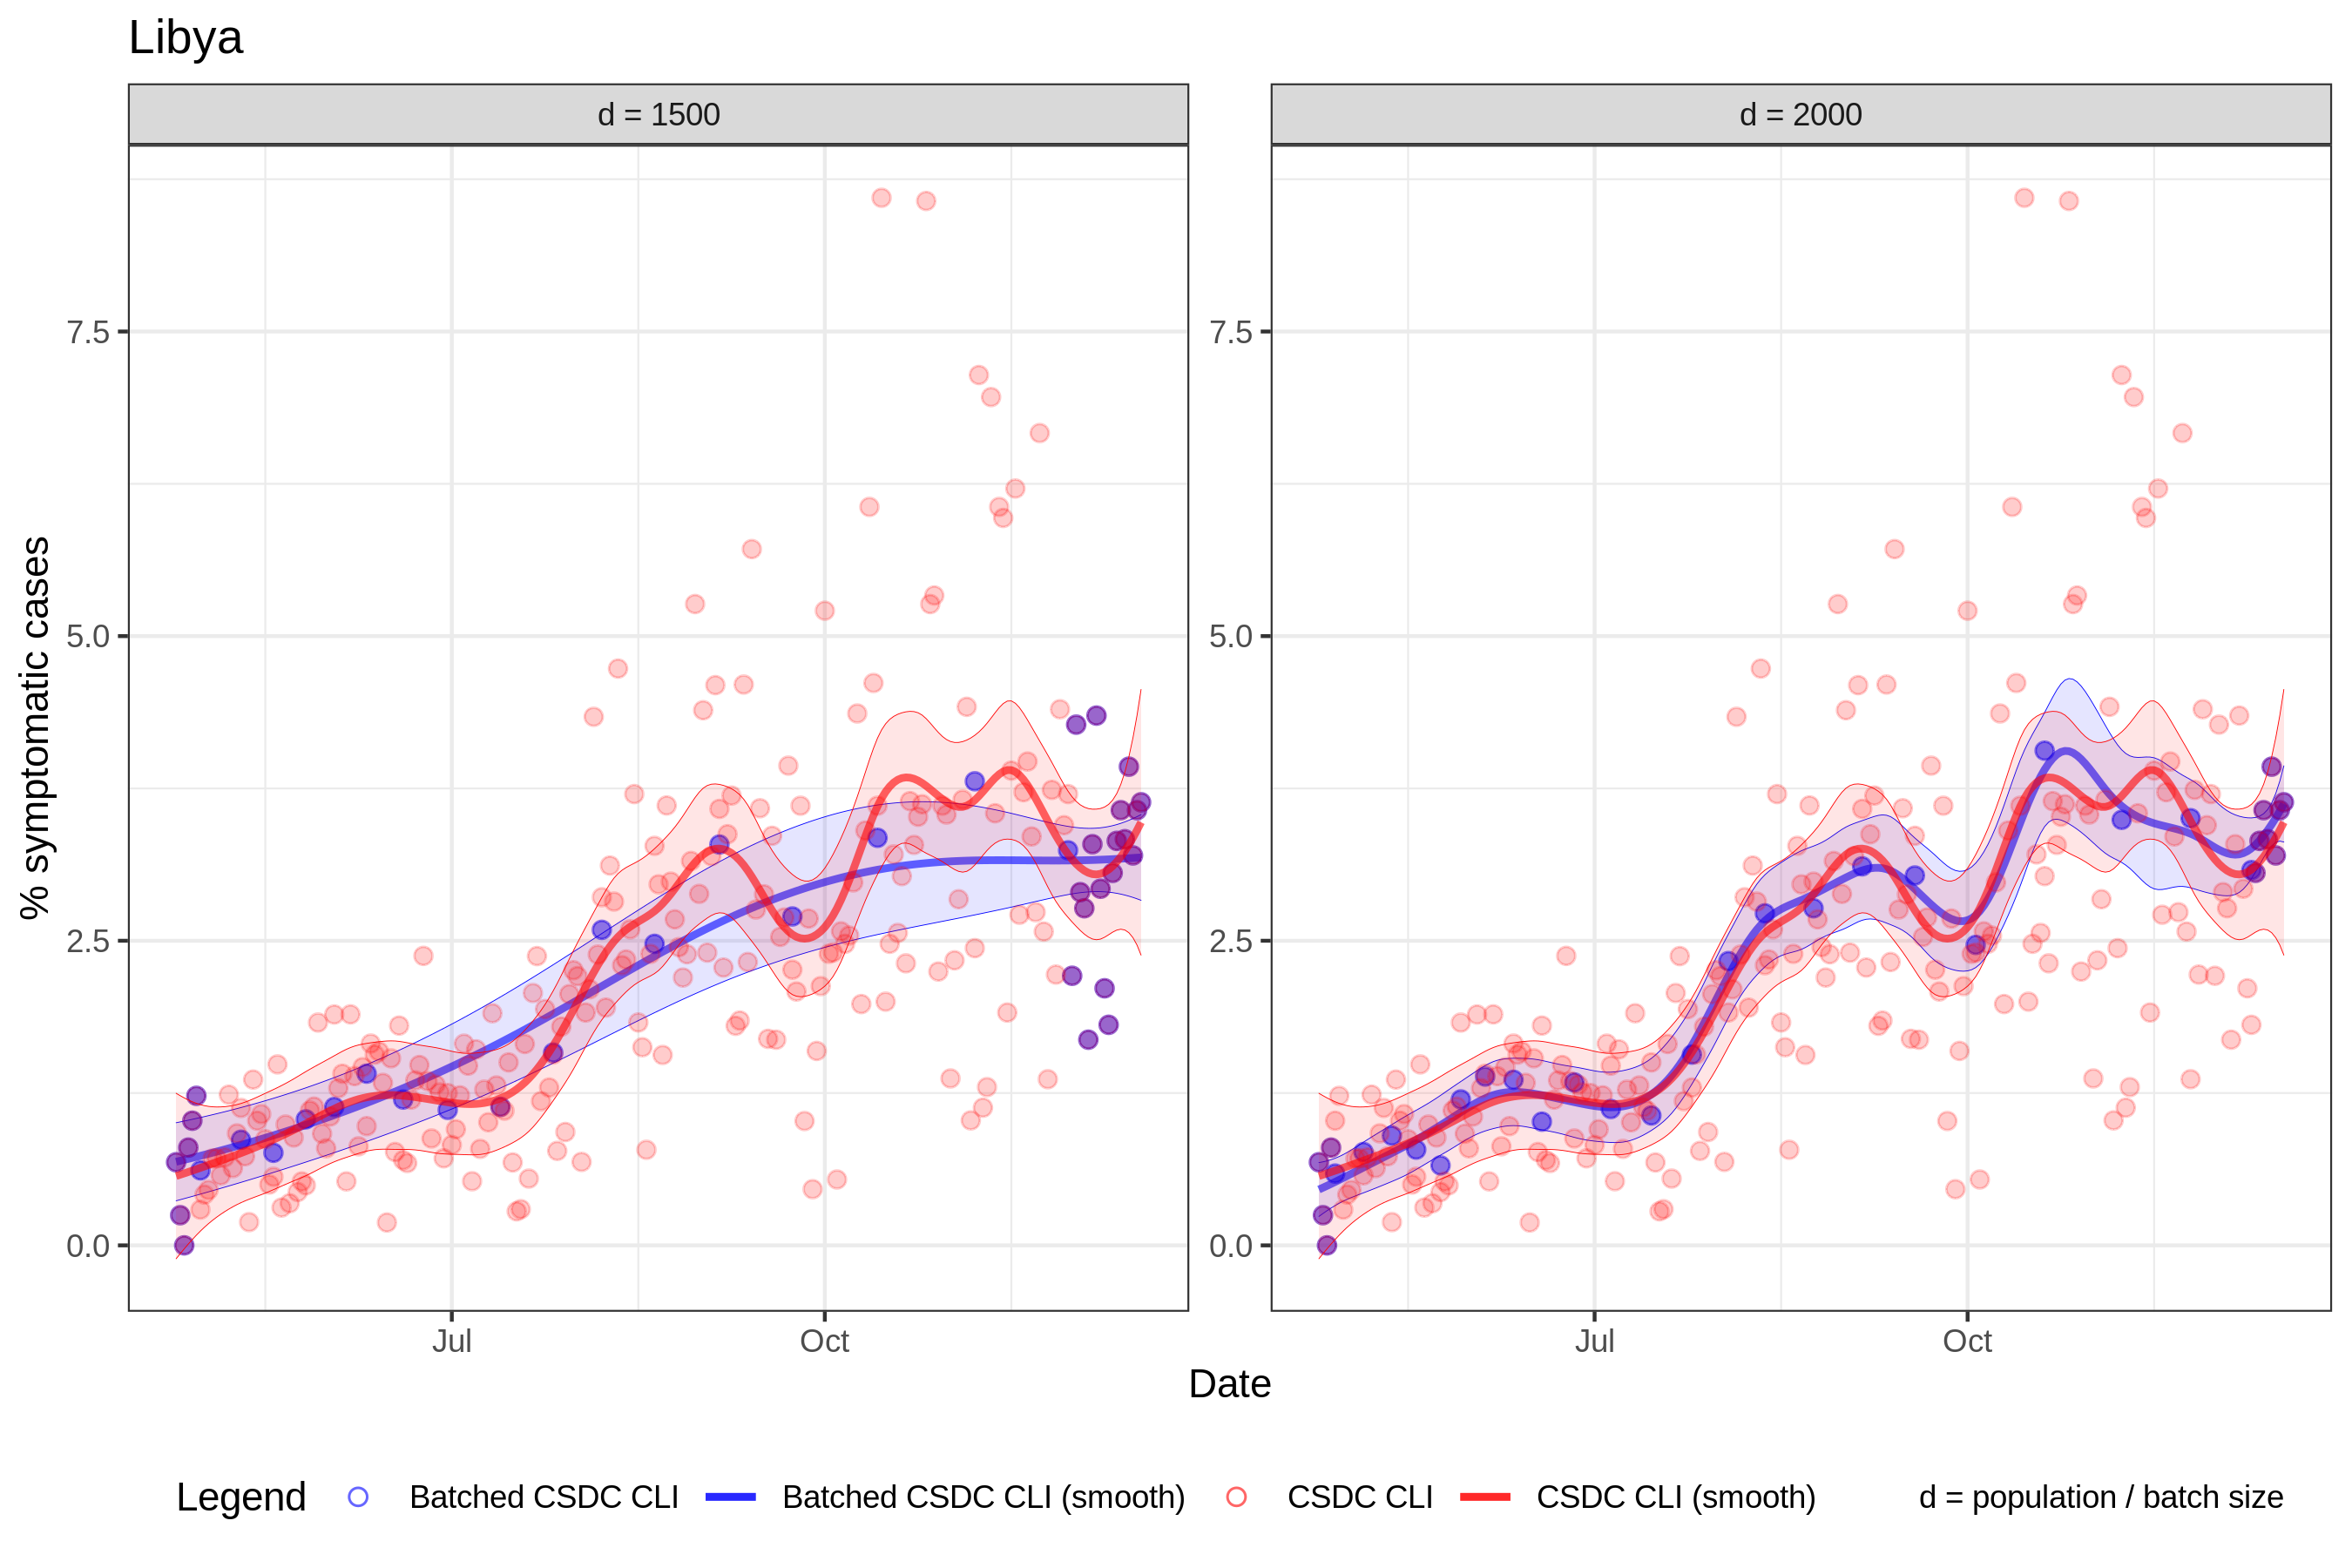 Libya
d = 1500
d = 2000
% symptomatic cases
7.5
5.0
2.5
0.0
7.5
5.0
2.5
0.0
Jul
Oct
Jul
Oct
Date
Legend
Batched CSDC CLI
Batched CSDC CLI (smooth)
CSDC CLI
CSDC CLI (smooth)
d = population / batch size